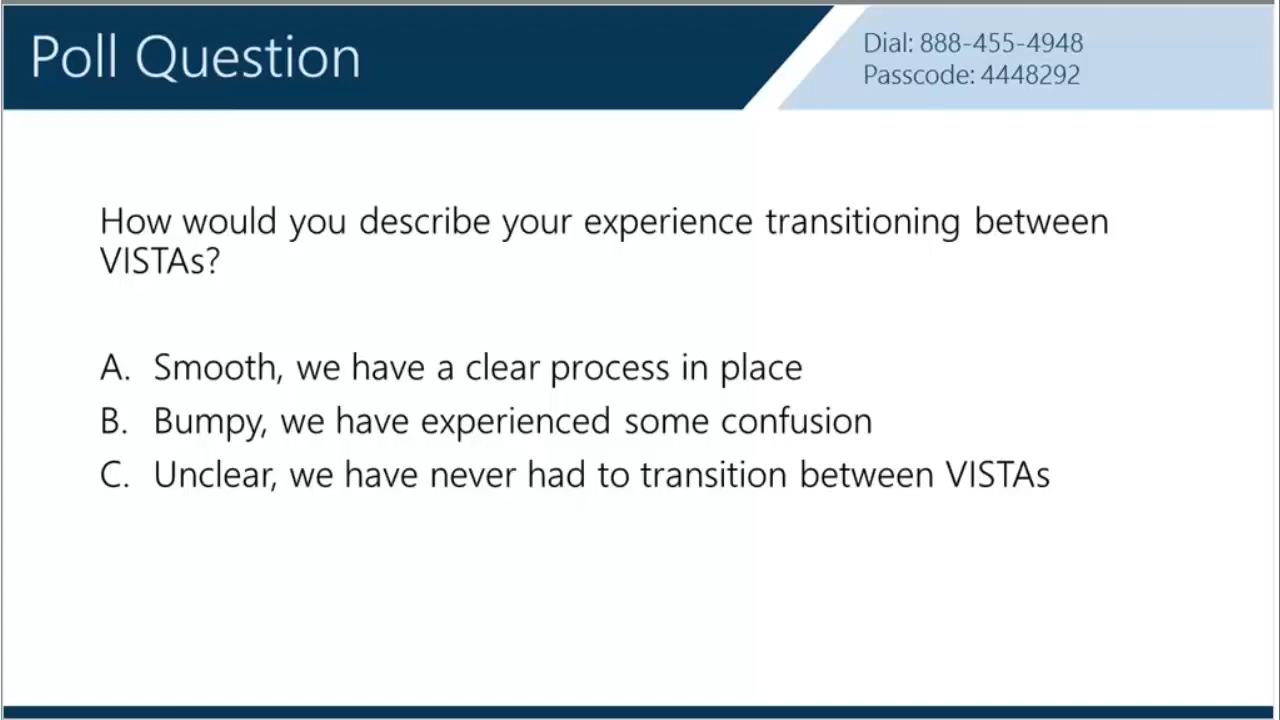 Poll Question
Dial: 888-455-4948
Passcode: 4448292
How would you describe your experience transitioning between
VISTAs?
A. Smooth, we have a clear process in place
B. Bumpy, we have experienced some confusion
C. Unclear, we have never had to transition between VISTAs